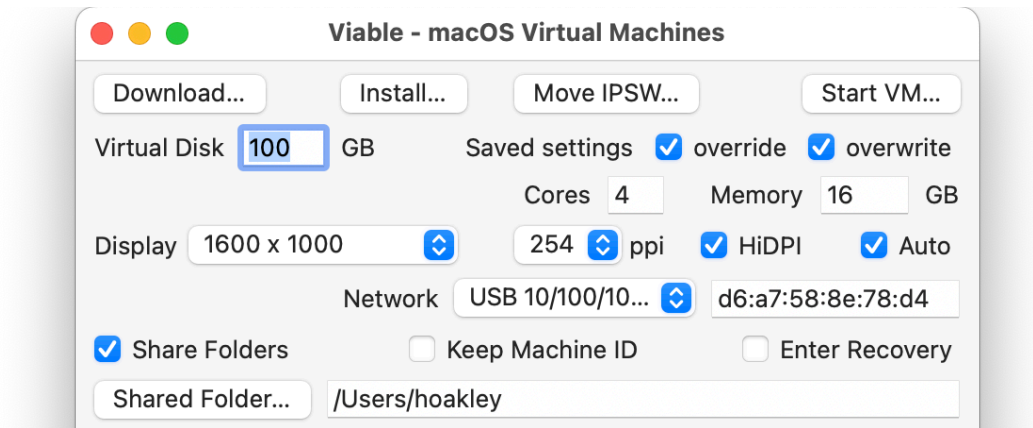 Viable - macOS Virtual Machines
Download... Install... Move IPSW... Start VM...
Virtual Disk 100 GB Saved settings override overwrite
Cores 4 Memory 16 GB
Display 1600 x 1000 254 ppi HiDPI Auto
Network USB 10/100/10... d6:a7:58:8e:78:d4
Share Folders Keep Machine ID Enter Recovery
Shared Folder... /Users/hoakley